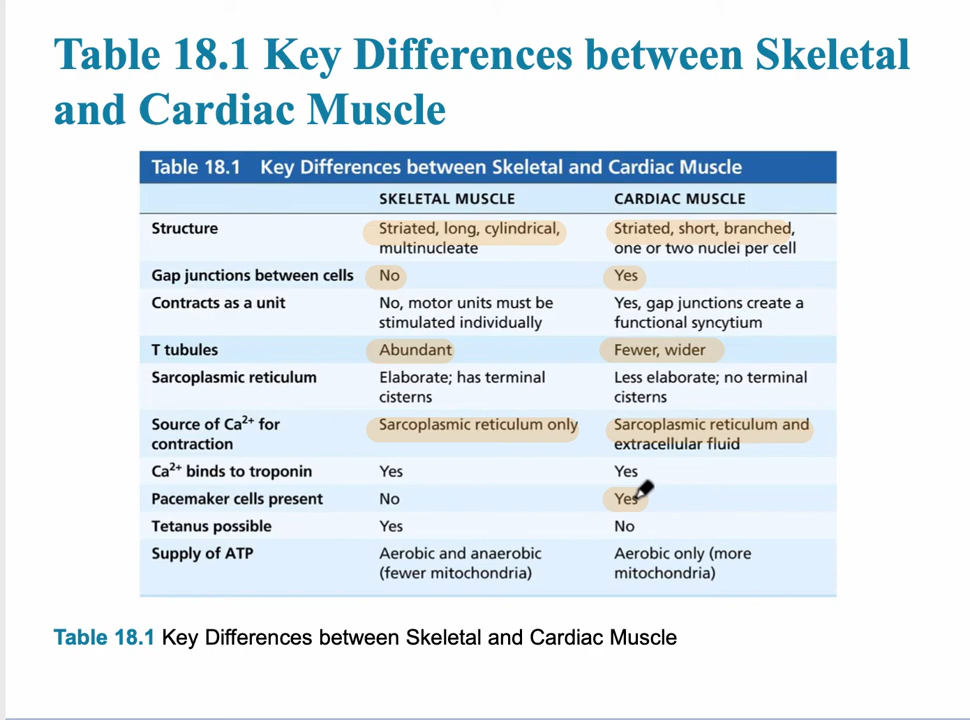 Table 18.1 Key Differences between Skeletal
and Cardiac Muscle
Table 18.1 Key Differences between Skeletal and Cardiac Muscle
SKELETAL MUSCLE CARDIAC MUSCLE
Structure Striated, long, cylindrical, Striated, short, branched,
multinucleate one or two nuclei per cell
Gap junctions between cells No Yes
Contracts as a unit No, motor units must be Yes, gap junctions create a
stimulated individually functional syncytium
T tubules Abundant Fewer, wider
Sarcoplasmic reticulum Elaborate; has terminal Less elaborate; no terminal
cisterns cisterns
Source of Ca²⁺ for Sarcoplasmic reticulum only Sarcoplasmic reticulum and
contraction extracellular fluid
Ca²⁺ binds to troponin Yes Yes
Pacemaker cells present No Yes
Tetanus possible Yes No
Supply of ATP Aerobic and anaerobic Aerobic only (more
(fewer mitochondria) mitochondria)
Table 18.1 Key Differences between Skeletal and Cardiac Muscle